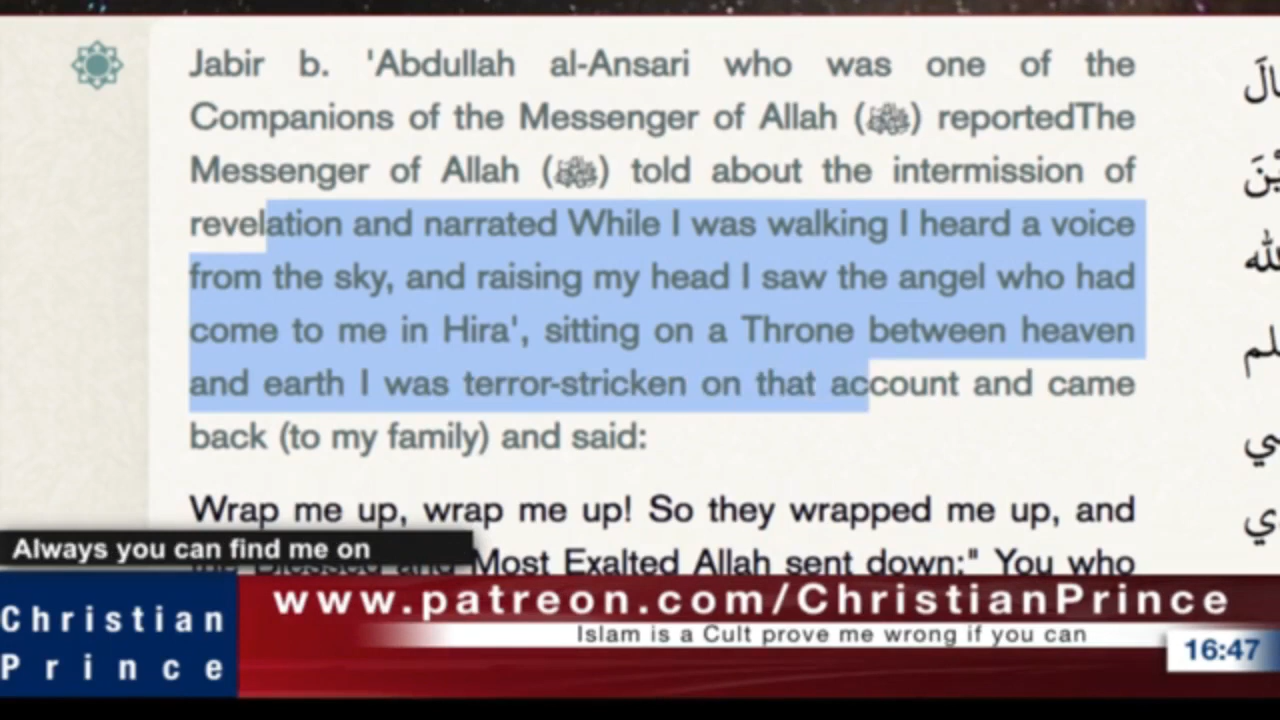 Jabir b. 'Abdullah al-Ansari who was one of the
Companions of the Messenger of Allah (ﷺ) reportedThe
Messenger of Allah (ﷺ) told about the intermission of
revelation and narrated While I was walking I heard a voice
from the sky, and raising my head I saw the angel who had
come to me in Hira', sitting on a Throne between heaven
and earth I was terror-stricken on that account and came
back (to my family) and said:
Wrap me up, wrap me up! So they wrapped me up, and
the Blessed and Most Exalted Allah sent down:" You who
Always you can find me on
www.patreon.com/ChristianPrince
Christian
Prince
Islam is a Cult prove me wrong if you can
16:47